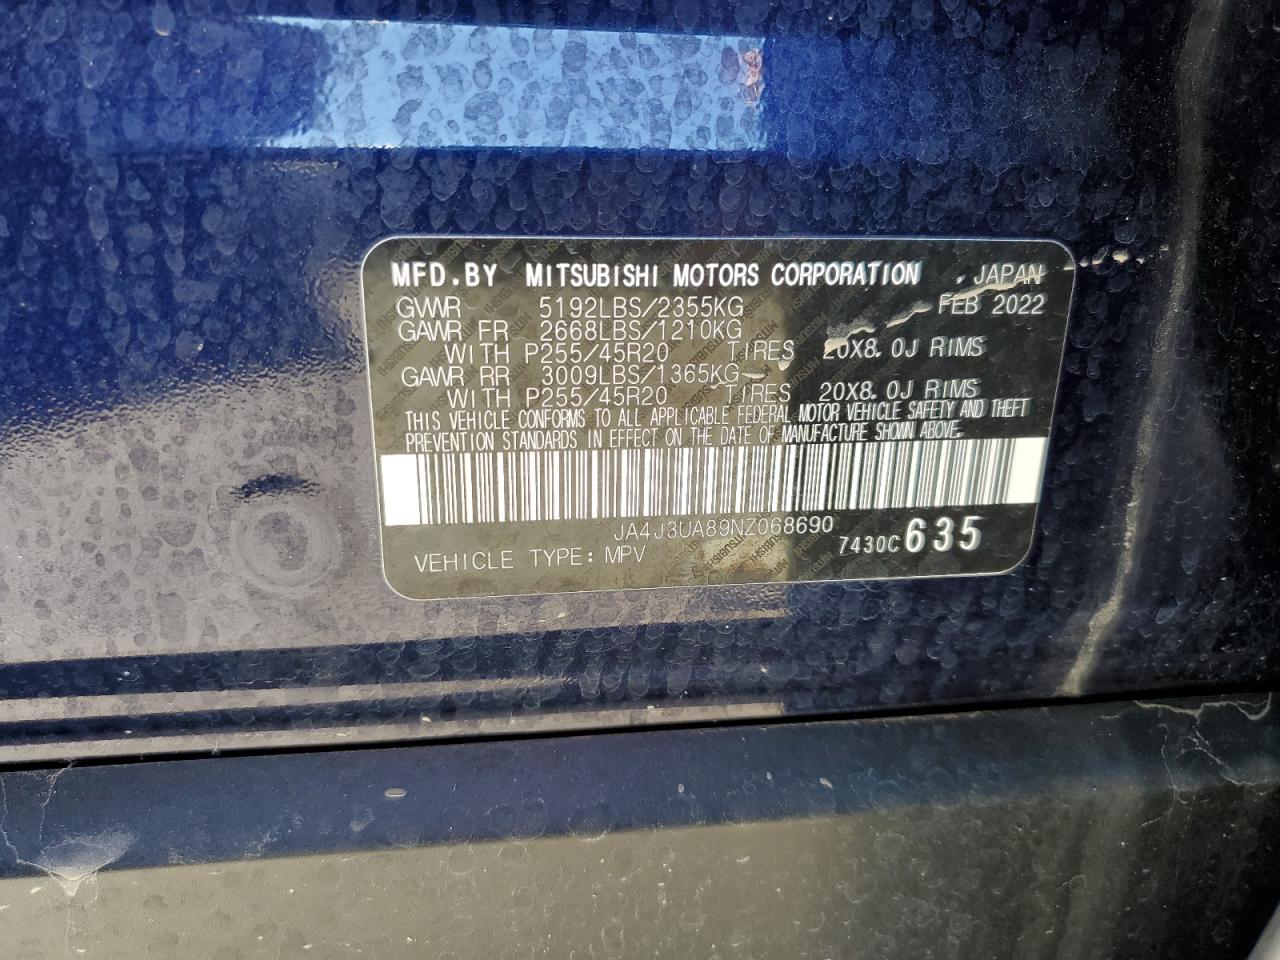 MFD.BY MITSUBISHI MOTORS CORPORATION , JAPAN
GVWR 5192LBS/2355KG FEB 2022
GAWR FR 2668LBS/1210KG
WITH P255/45R20 TIRES 20X8.0J RIMS
GAWR RR 3009LBS/1365KG
WITH P255/45R20 TIRES 20X8.0J RIMS
THIS VEHICLE CONFORMS TO ALL APPLICABLE FEDERAL MOTOR VEHICLE SAFETY AND THEFT
PREVENTION STANDARDS IN EFFECT ON THE DATE OF MANUFACTURE SHOWN ABOVE.
JA4J3UA89NZ068690
VEHICLE TYPE: MPV 7430C 635